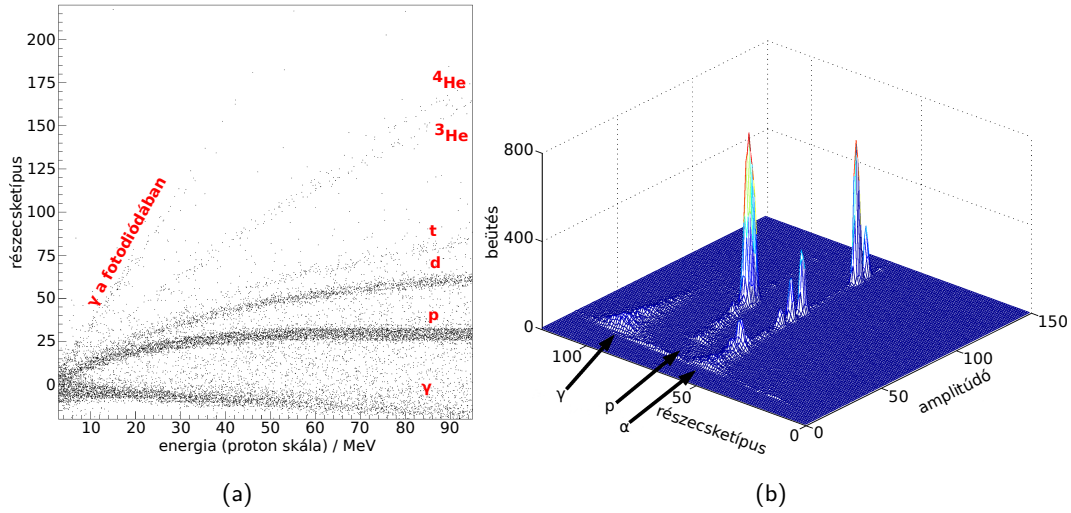 200
175
150
125
100
75
50
25
0
részecsketípus
10 20 30 40 50 60 70 80 90
energia (proton skála) / MeV
γ a fotodiódában
⁴He
³He
t
d
p
γ
(a)
800
400
0
beütés
100
50
0
részecsketípus
0
50
100
150
amplitúdó
γ
p
α
(b)